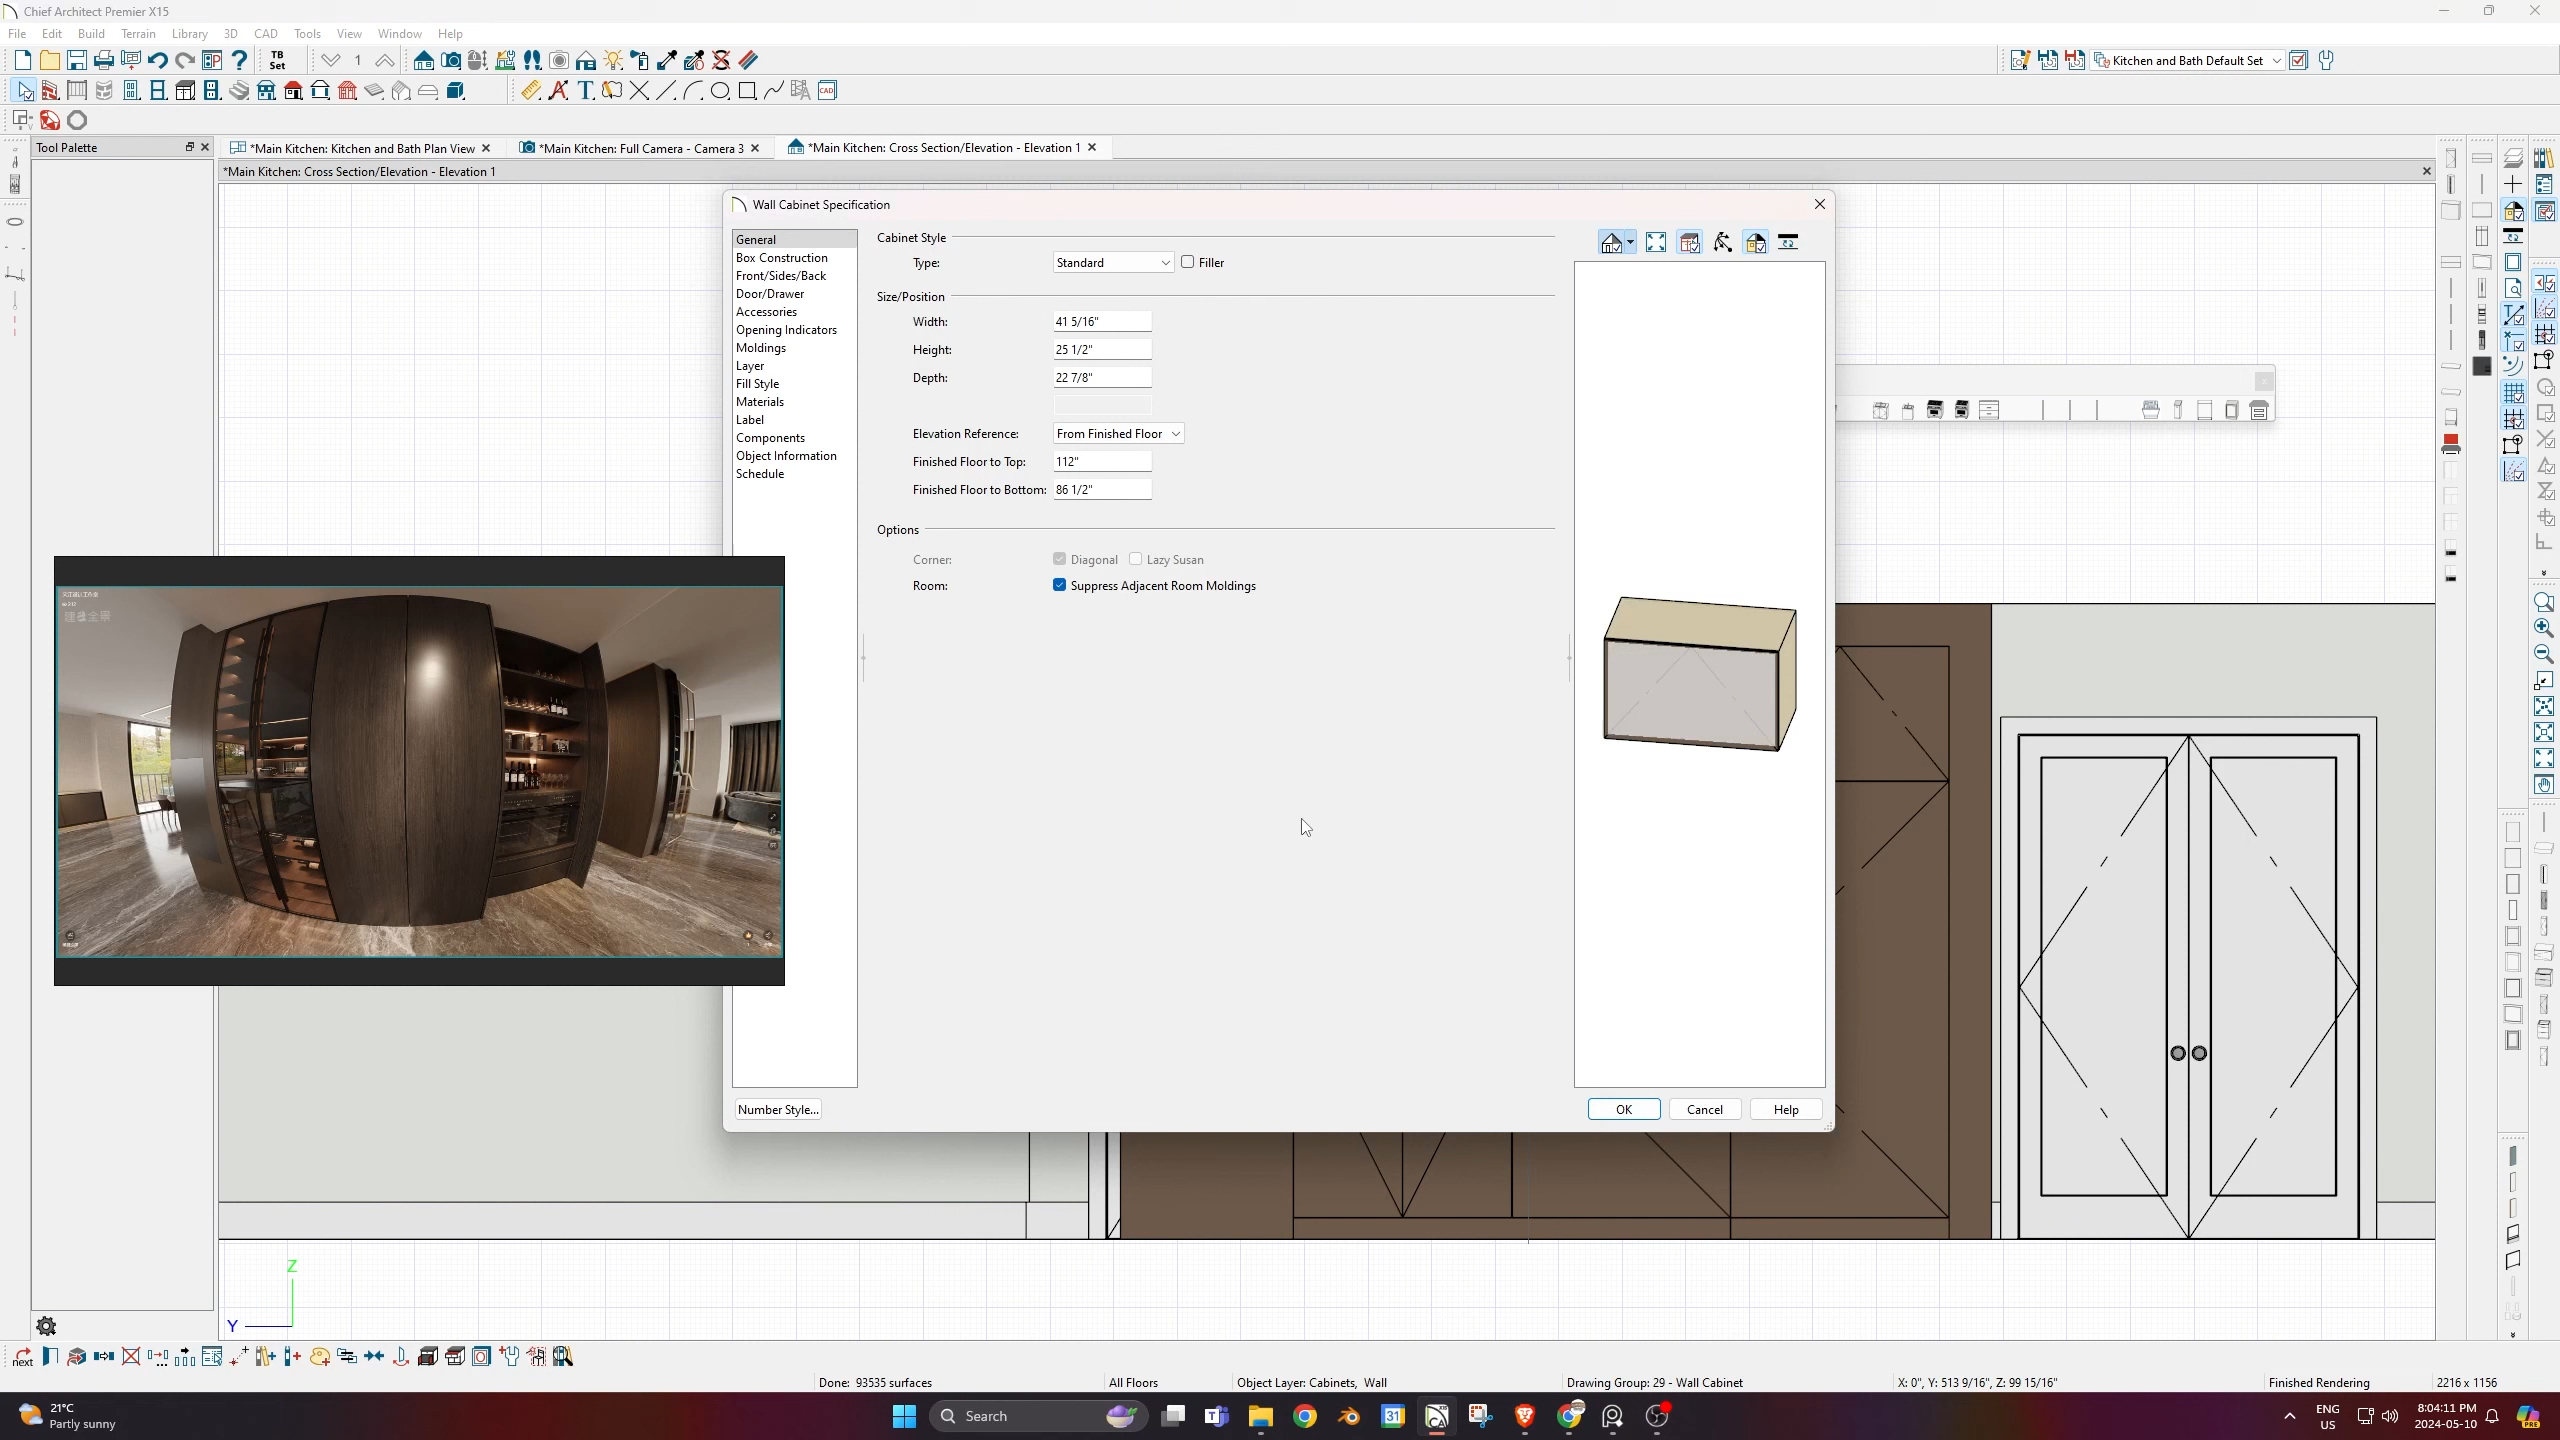 Chief Architect Premier X15
File Edit Build Terrain Library 3D CAD Tools View Window Help
TB
Set
1
Kitchen and Bath Default Set
CAD
Tool Palette
*Main Kitchen: Kitchen and Bath Plan View
*Main Kitchen: Full Camera - Camera 3
*Main Kitchen: Cross Section/Elevation - Elevation 1
*Main Kitchen: Cross Section/Elevation - Elevation 1
Wall Cabinet Specification
General
Box Construction
Front/Sides/Back
Door/Drawer
Accessories
Opening Indicators
Moldings
Layer
Fill Style
Materials
Label
Components
Object Information
Schedule
Cabinet Style
Type: Standard Filler
Size/Position
Width: 41 5/16"
Height: 25 1/2"
Depth: 22 7/8"
Elevation Reference: From Finished Floor
Finished Floor to Top: 112"
Finished Floor to Bottom: 86 1/2"
Options
Corner: Diagonal Lazy Susan
Room: Suppress Adjacent Room Moldings
Number Style...
OK Cancel Help
Z
Y
next
Done: 93535 surfaces
All Floors
Object Layer: Cabinets, Wall
Drawing Group: 29 - Wall Cabinet
X: 0", Y: 513 9/16", Z: 99 15/16"
Finished Rendering
2216 x 1156
21°C
Partly sunny
Search
31
ENG
US
8:04:11 PM
2024-05-10